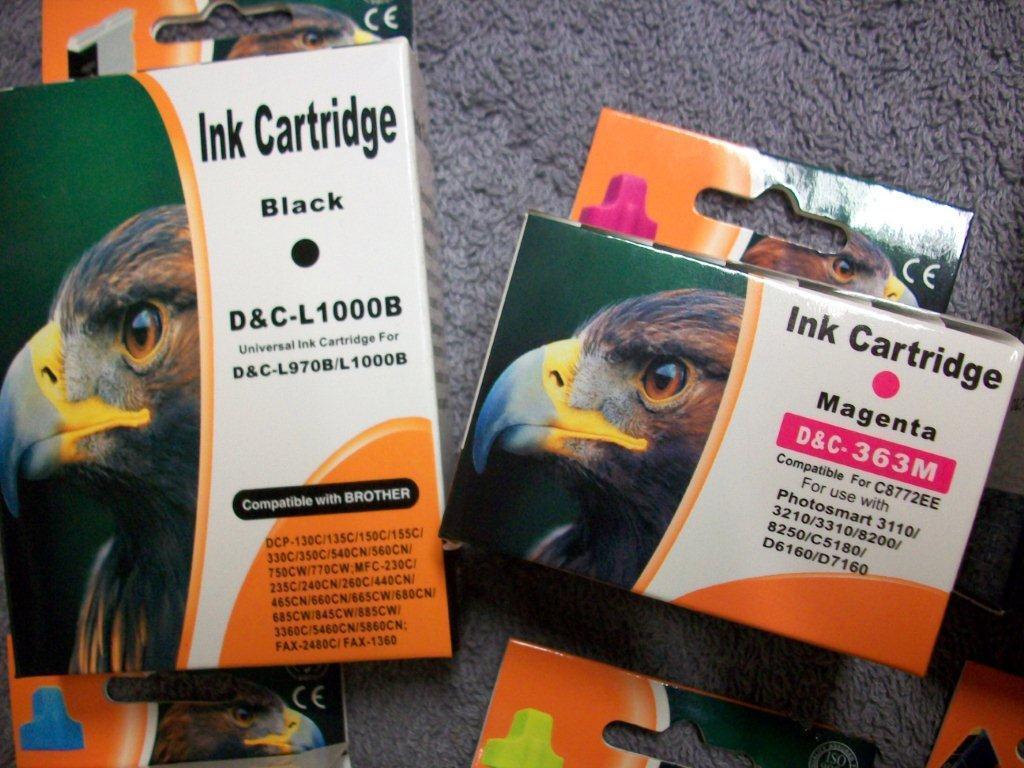 CE
Ink Cartridge
Black
D&C-L1000B
Universal Ink Cartridge For
D&C-L970B/L1000B
Compatible with BROTHER
DCP-130C/135C/150C/155C/
330C/350C/540CN/560CN/
750CW/770CW;MFC-230C/
235C/240CN/260C/440CN/
465CN/660CN/665CW/680CN/
685CW/845CW/885CW/
3360C/5460CN/5860CN;
FAX-2480C/ FAX-1360
CE
Ink Cartridge
Magenta
D&C-363M
Compatible For C8772EE
For use with
Photosmart 3110/
3210/3310/8200/
8250/C5180/
D6160/D7160
CE
ISO